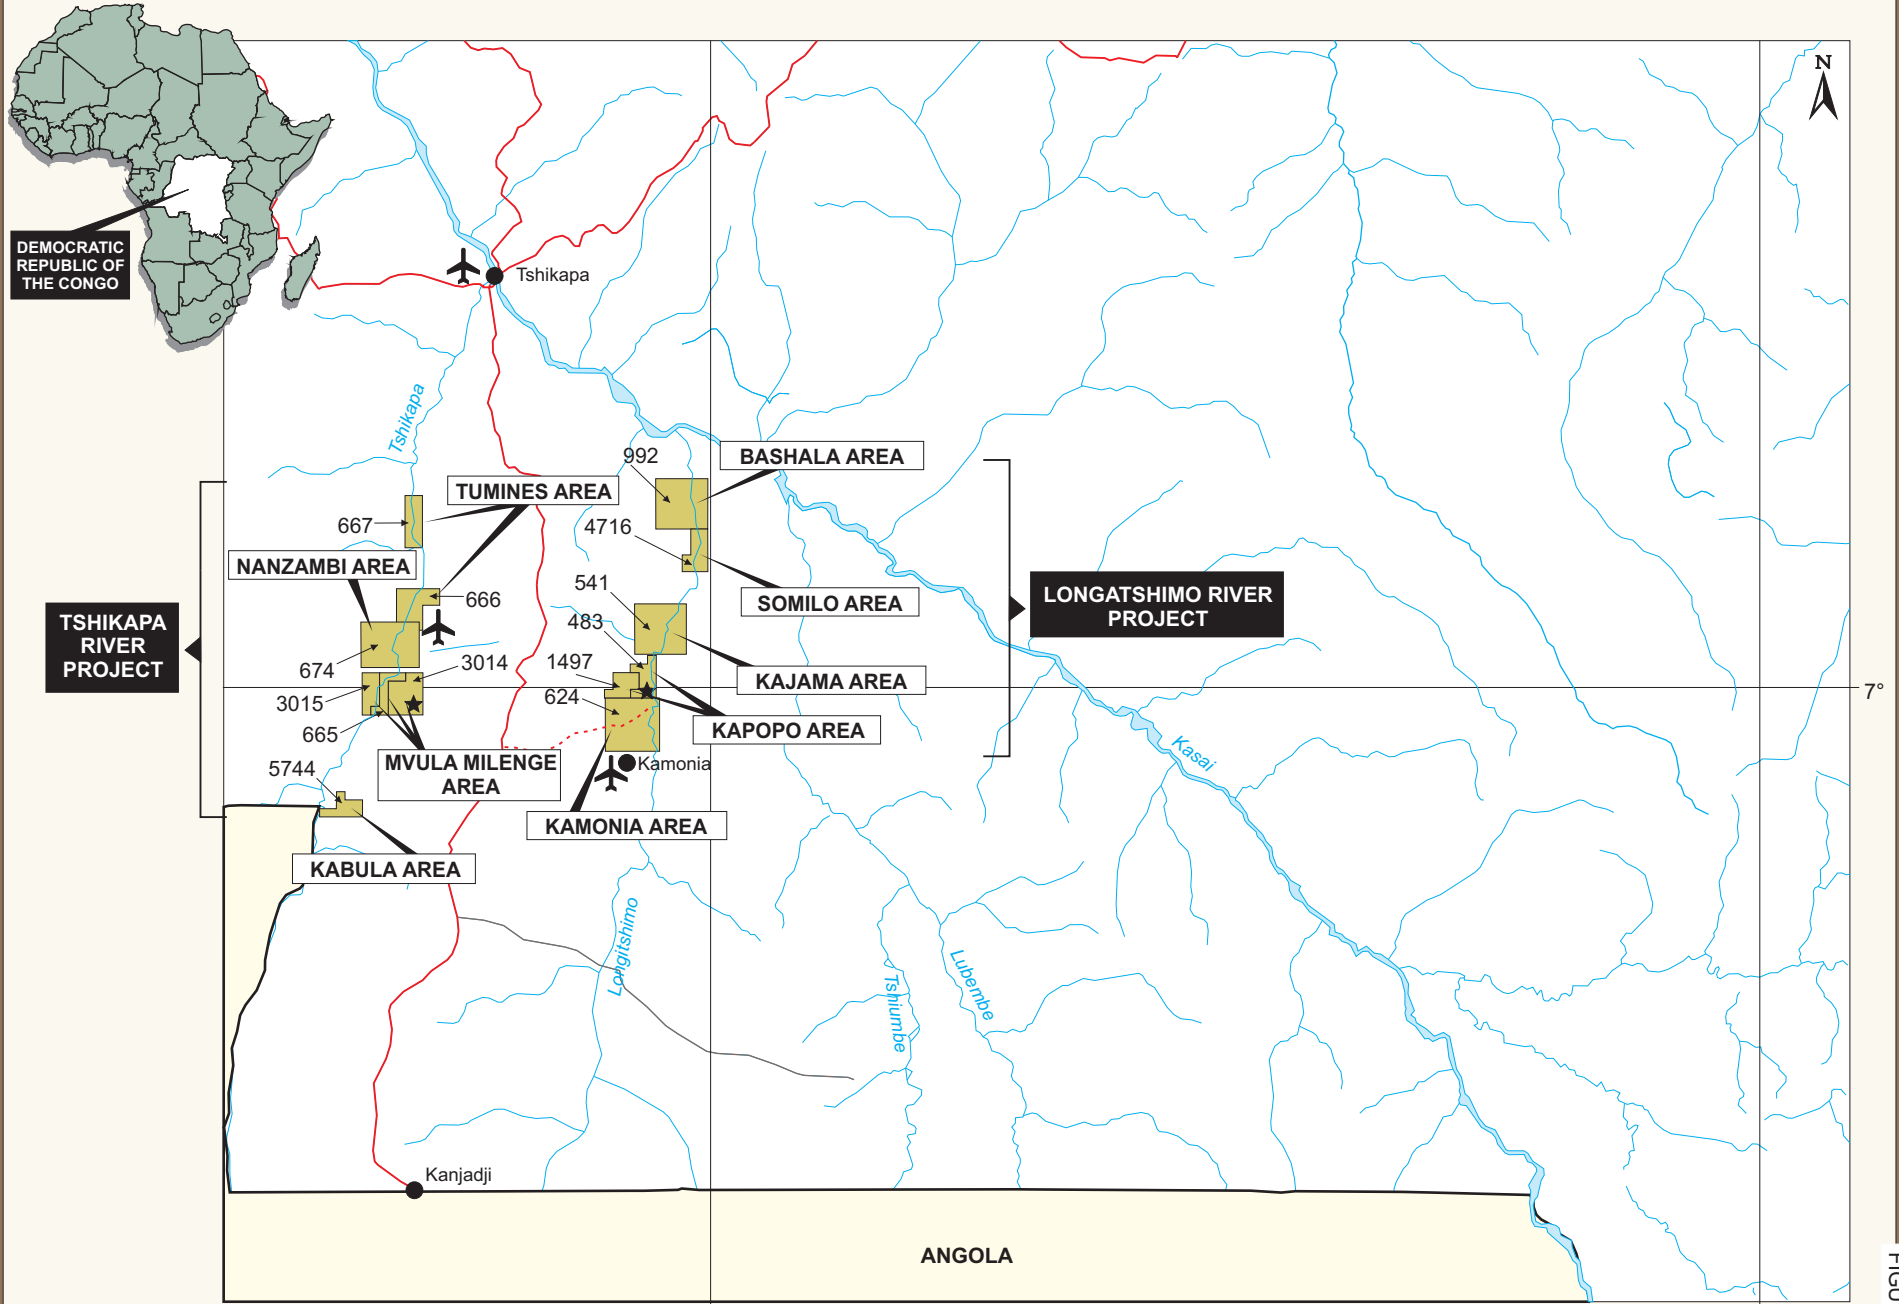 N
DEMOCRATIC
REPUBLIC OF
THE CONGO
Tshikapa
Tshikapa
992
BASHALA AREA
TUMINES AREA
667
4716
NANZAMBI AREA
541
666
SOMILO AREA
LONGATSHIMO RIVER
PROJECT
TSHIKAPA
RIVER
PROJECT
483
674
3014
1497
KAJAMA AREA
7°
3015
624
665
KAPOPO AREA
5744
MVULA MILENGE
AREA
Kamonia
Kasai
KAMONIA AREA
KABULA AREA
Longitshimo
Tshiumbe
Lubembe
Kanjadji
ANGOLA
FIGU